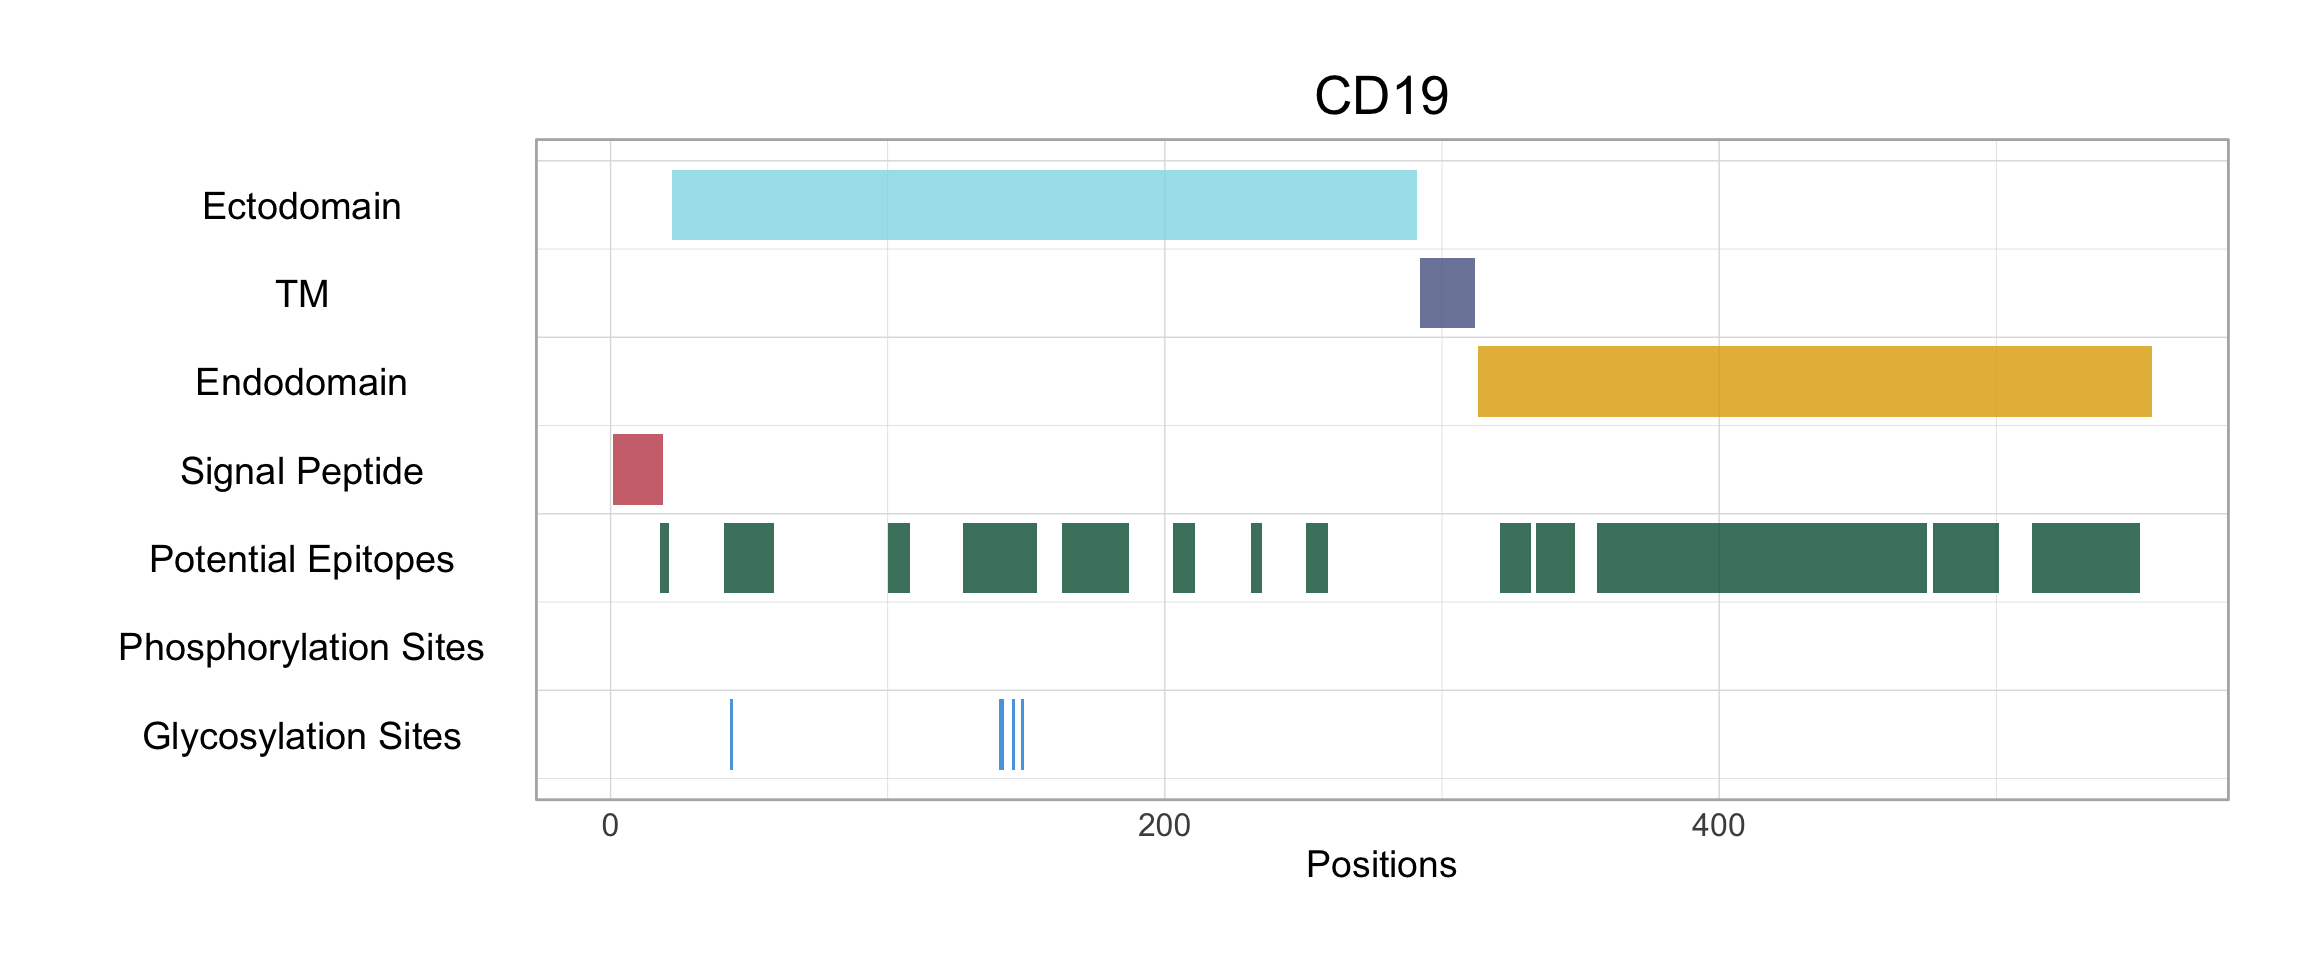 CD19
Ectodomain
TM
Endodomain
Signal Peptide
Potential Epitopes
Phosphorylation Sites
Glycosylation Sites
0 200 400
Positions